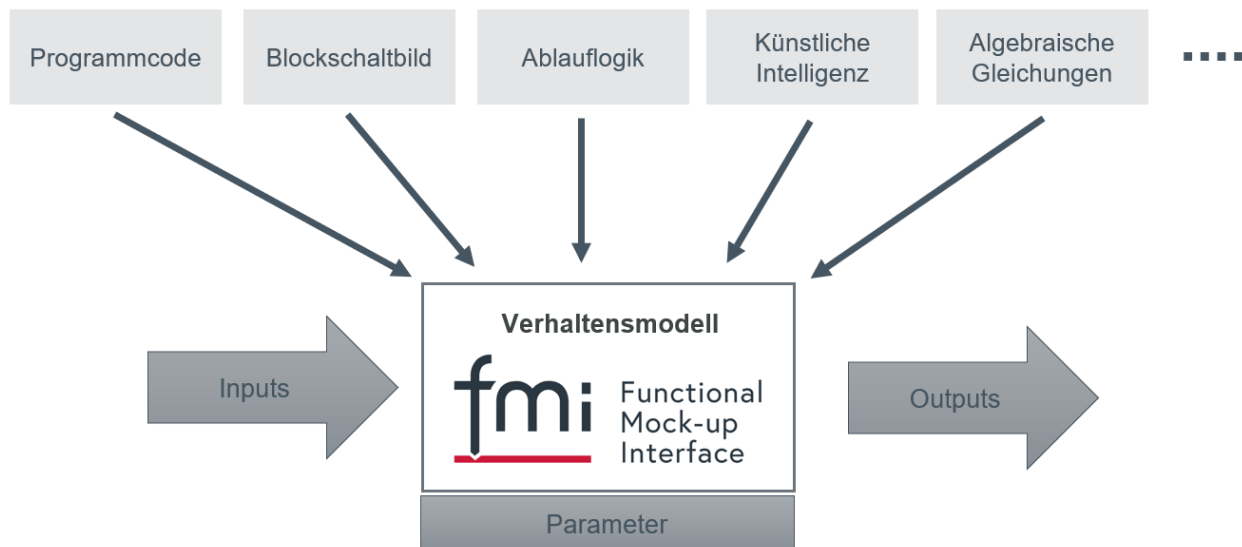 Programmcode
Blockschaltbild
Ablauflogik
Künstliche
Intelligenz
Algebraische
Gleichungen
Verhaltensmodell
fmi
Functional
Mock-up
Interface
Inputs
Outputs
Parameter